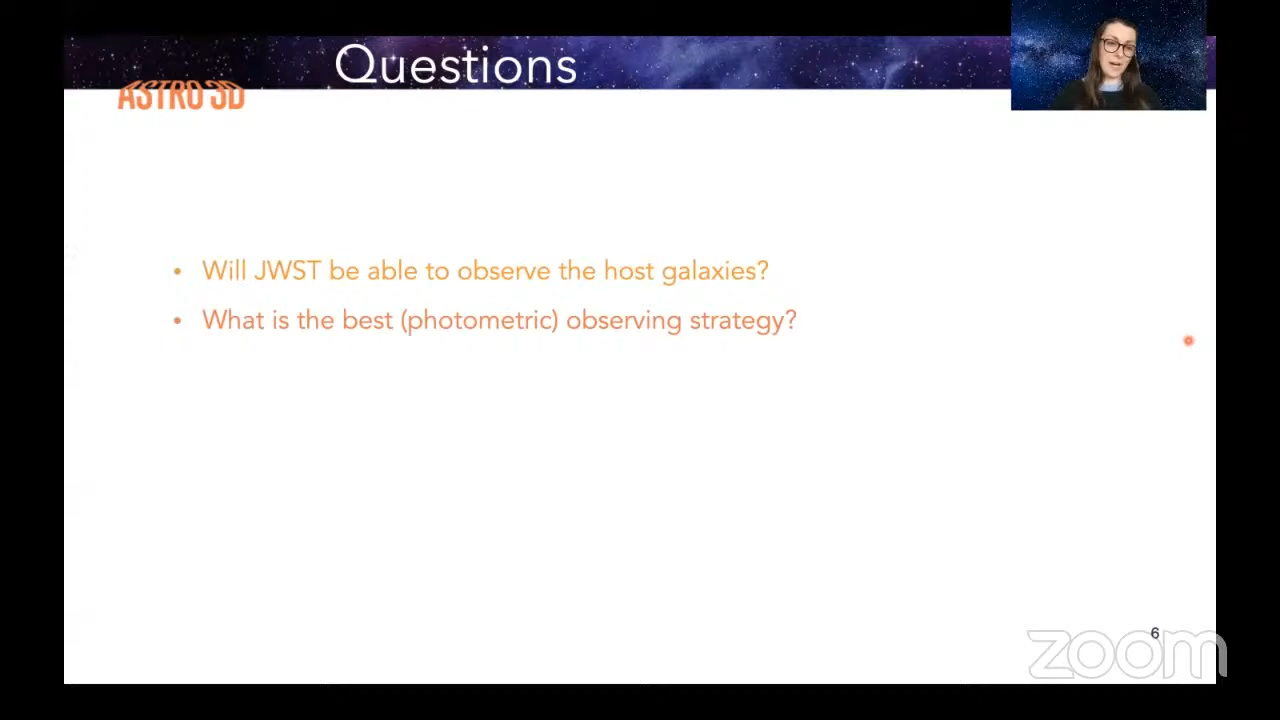 Questions
ASTRO 3D
• Will JWST be able to observe the host galaxies?
• What is the best (photometric) observing strategy?
6
zoom